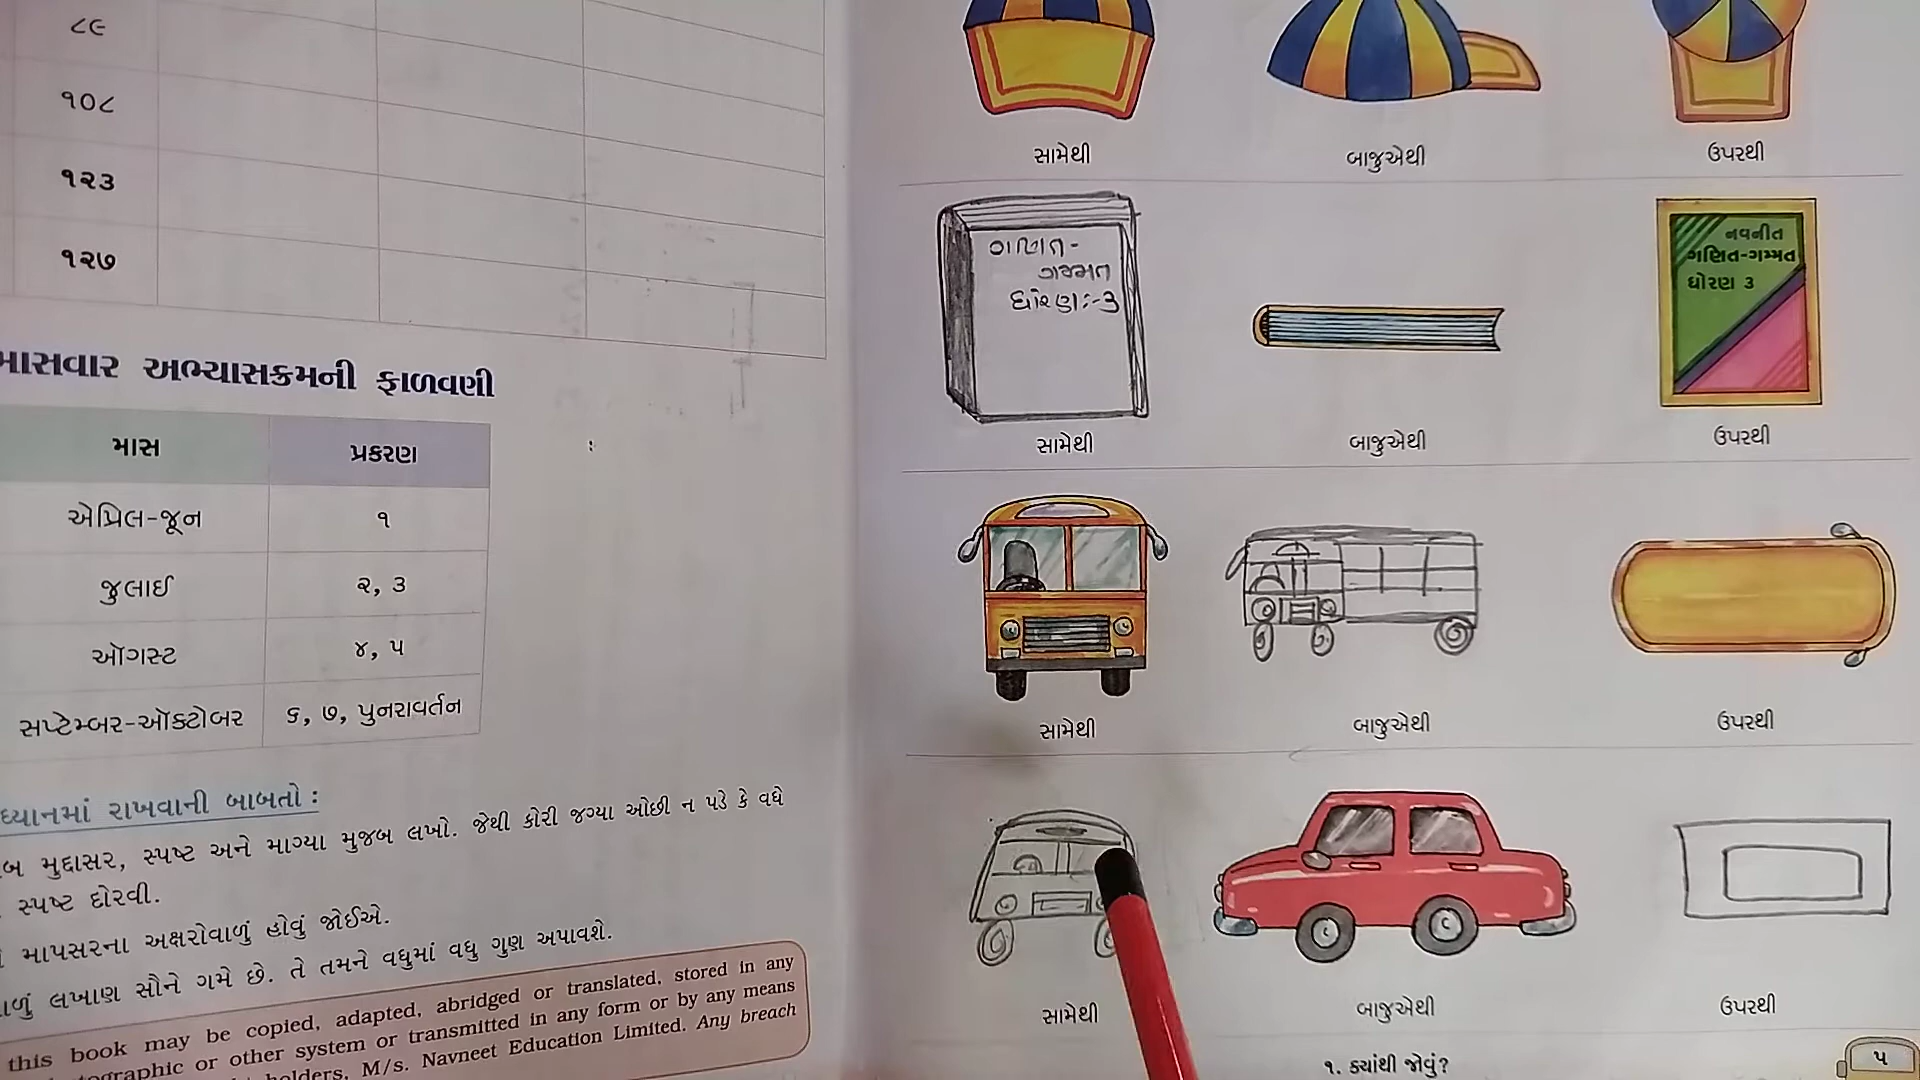 ૮૯
૧૦૮
૧૨૩
૧૨૭
માસવાર અભ્યાસક્રમની ફાળવણી
માસ પ્રકરણ
એપ્રિલ-જૂન ૧
જુલાઈ ૨, ૩
ઑગસ્ટ ૪, ૫
સપ્ટેમ્બર-ઑક્ટોબર ૬, ૭, પુનરાવર્તન
ધ્યાનમાં રાખવાની બાબતો :
મુદ્દાસર, સ્પષ્ટ અને માગ્યા મુજબ લખો. જેથી કોરી જગ્યા ઓછી ન પડે કે વધે
સ્પષ્ટ દોરવી.
માપસરના અક્ષરોવાળું હોવું જોઈએ.
લખાણ સૌને ગમે છે. તે તમને વધુમાં વધુ ગુણ અપાવશે.
this book may be copied, adapted, abridged or translated, stored in any
or other system or transmitted in any form or by any means
holders, M/s. Navneet Education Limited. Any breach
સામેથી બાજુએથી ઉપરથી
ગણિત-
ગમ્મત
ધોરણ:-૩
નવનીત
ગણિત-ગમ્મત
ધોરણ ૩
સામેથી બાજુએથી ઉપરથી
સામેથી બાજુએથી ઉપરથી
સામેથી બાજુએથી ઉપરથી
૧. ક્યાંથી જોવું?
૫